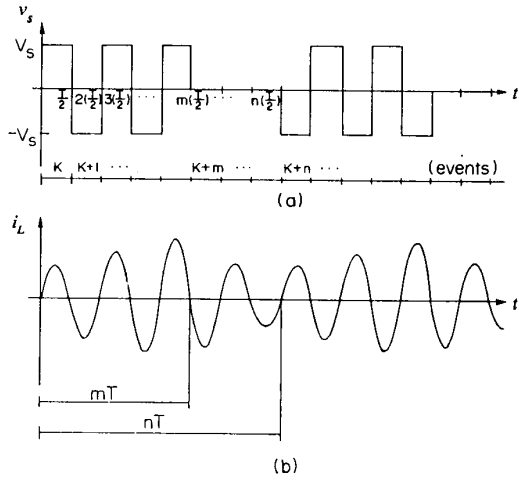 v_s
V_S
T/2 2(T/2) 3(T/2) ... m(T/2) ... n(T/2) t
-V_S
K K+1 ... K+m ... K+n ... (events)
(a)
i_L
t
mT
nT
(b)